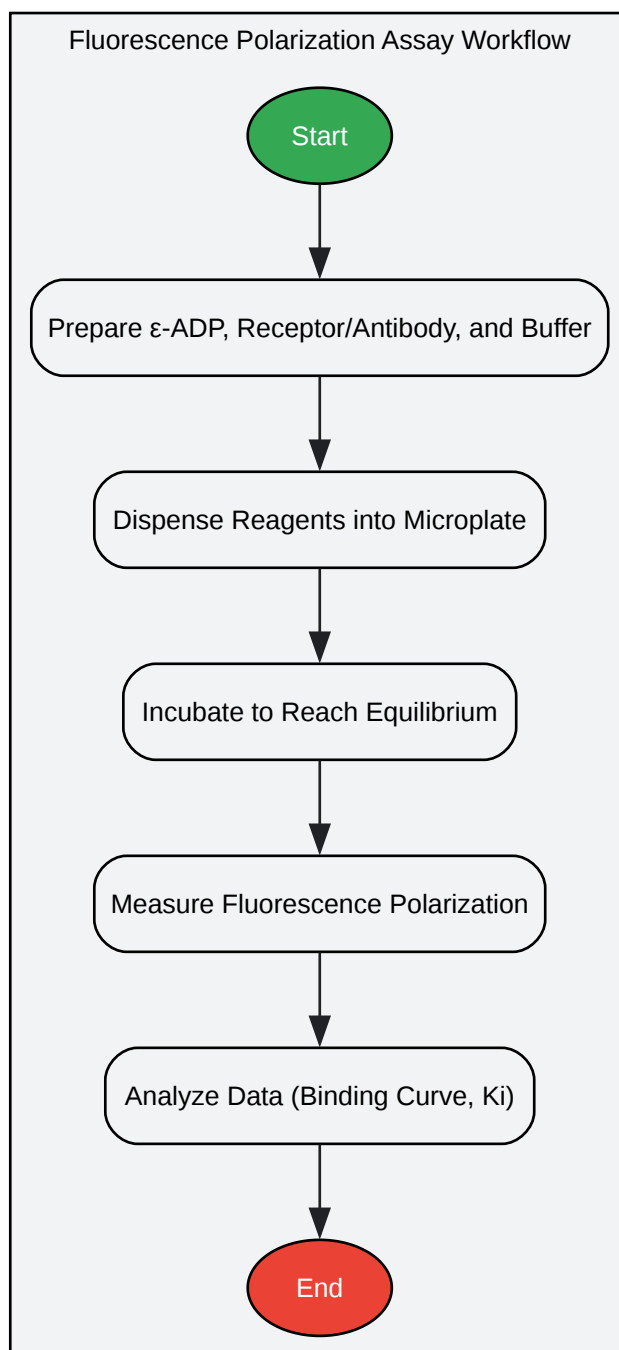 Fluorescence Polarization Assay Workflow
Start
Prepare ε-ADP, Receptor/Antibody, and Buffer
Dispense Reagents into Microplate
Incubate to Reach Equilibrium
Measure Fluorescence Polarization
Analyze Data (Binding Curve, Ki)
End